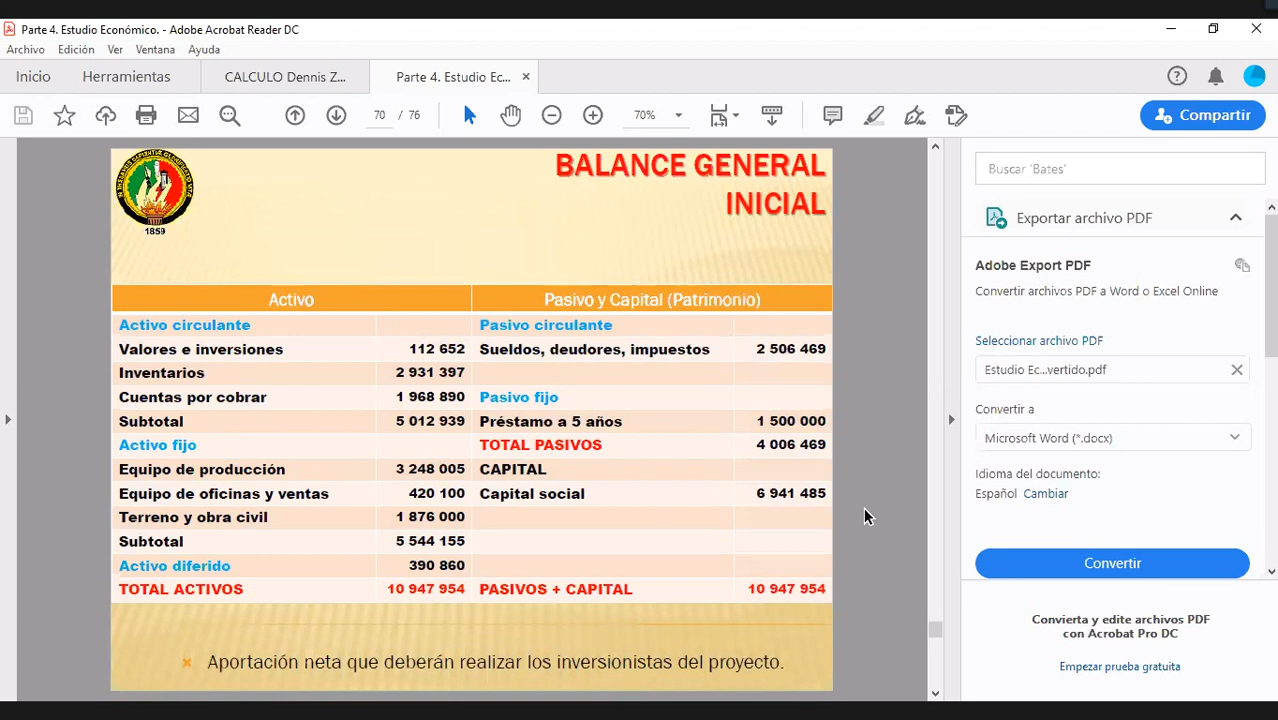 Parte 4. Estudio Económico. - Adobe Acrobat Reader DC
Archivo Edición Ver Ventana Ayuda
Inicio Herramientas CALCULO Dennis Z... Parte 4. Estudio Ec... ×
70 / 76 70% Compartir
BALANCE GENERAL
INICIAL
1859
Activo Pasivo y Capital (Patrimonio)
Activo circulante Pasivo circulante
Valores e inversiones 112 652 Sueldos, deudores, impuestos 2 506 469
Inventarios 2 931 397
Cuentas por cobrar 1 968 890 Pasivo fijo
Subtotal 5 012 939 Préstamo a 5 años 1 500 000
Activo fijo TOTAL PASIVOS 4 006 469
Equipo de producción 3 248 005 CAPITAL
Equipo de oficinas y ventas 420 100 Capital social 6 941 485
Terreno y obra civil 1 876 000
Subtotal 5 544 155
Activo diferido 390 860
TOTAL ACTIVOS 10 947 954 PASIVOS + CAPITAL 10 947 954
Aportación neta que deberán realizar los inversionistas del proyecto.
Buscar 'Bates'
Exportar archivo PDF
Adobe Export PDF
Convertir archivos PDF a Word o Excel Online
Seleccionar archivo PDF
Estudio Ec...vertido.pdf
Convertir a
Microsoft Word (*.docx)
Idioma del documento:
Español Cambiar
Convertir
Convierta y edite archivos PDF
con Acrobat Pro DC
Empezar prueba gratuita